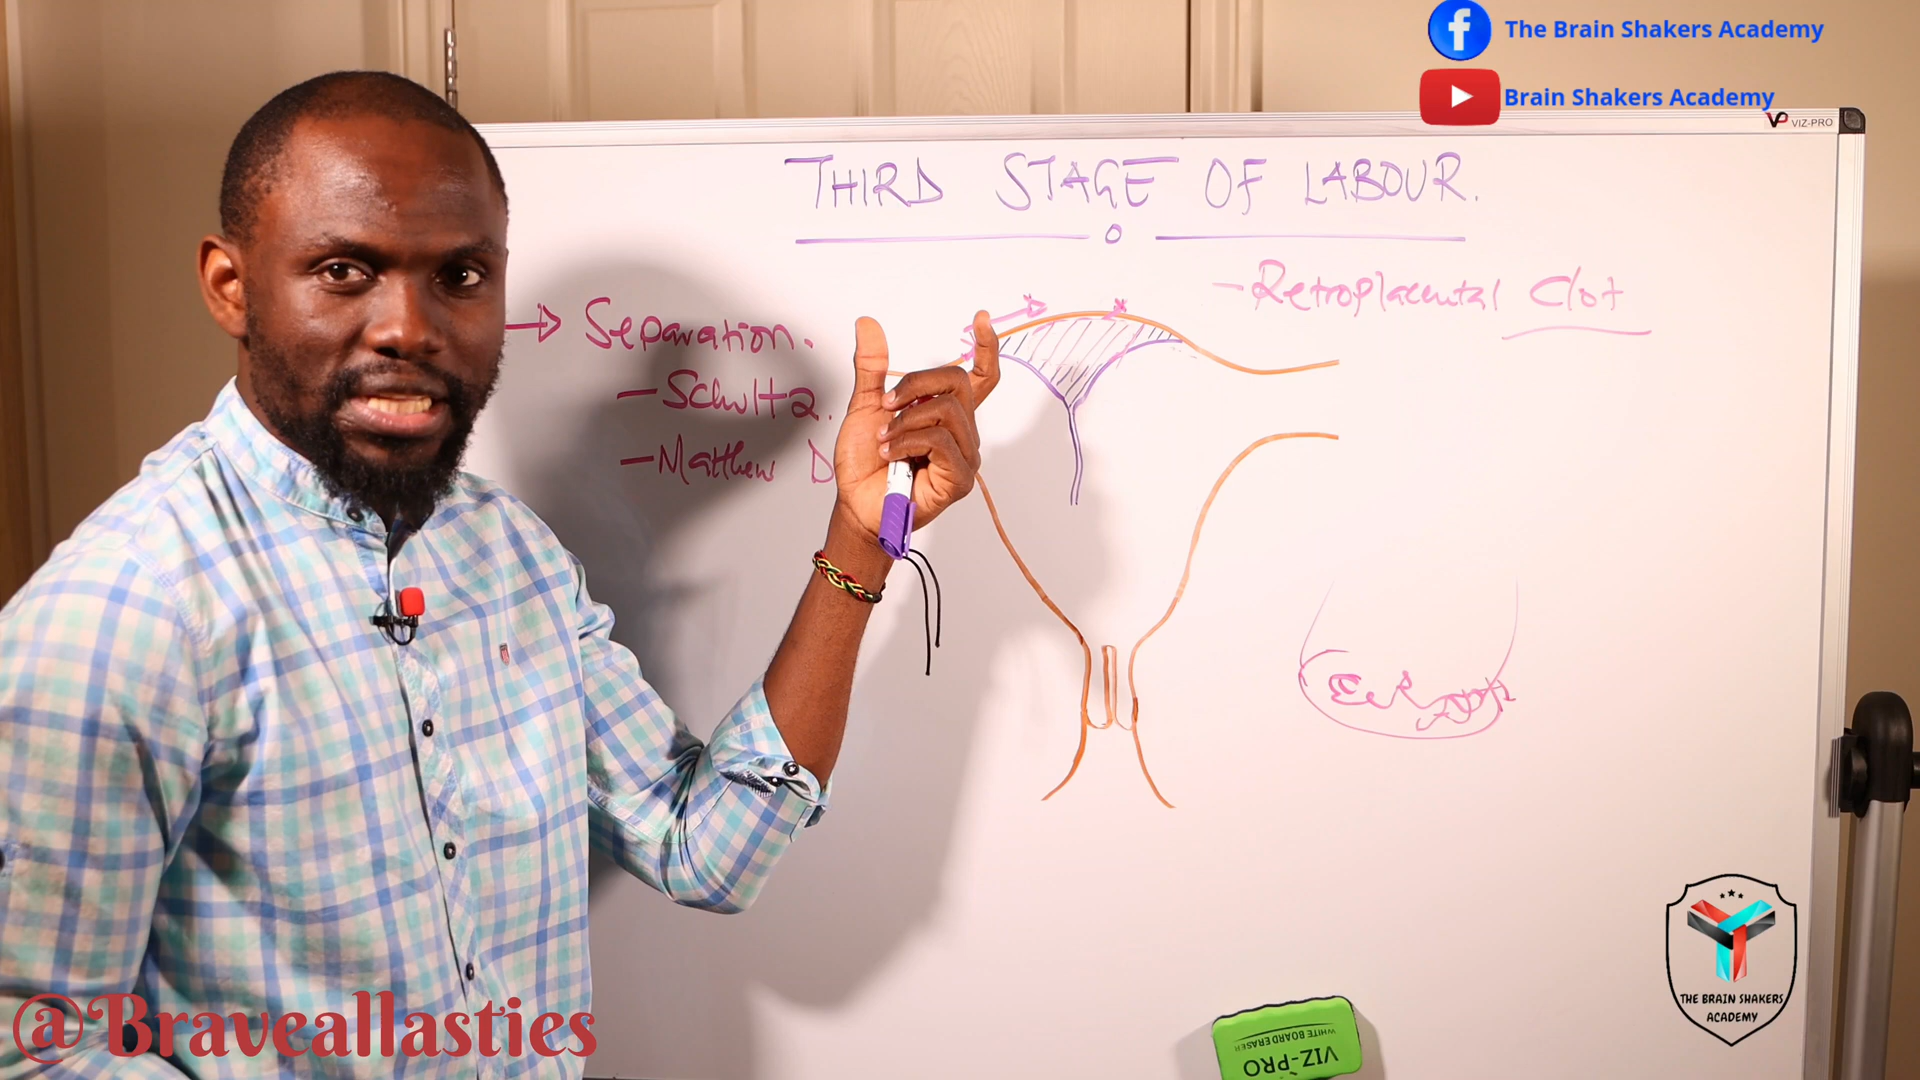 The Brain Shakers Academy
Brain Shakers Academy
VIZ-PRO
THIRD STAGE OF LABOUR.
- Retroplacental Clot
→ Separation.
- Schultz.
- Matthew D
THE BRAIN SHAKERS
ACADEMY
@Braveallasties
WHITE BOARD ERASER
VIZ-PRO